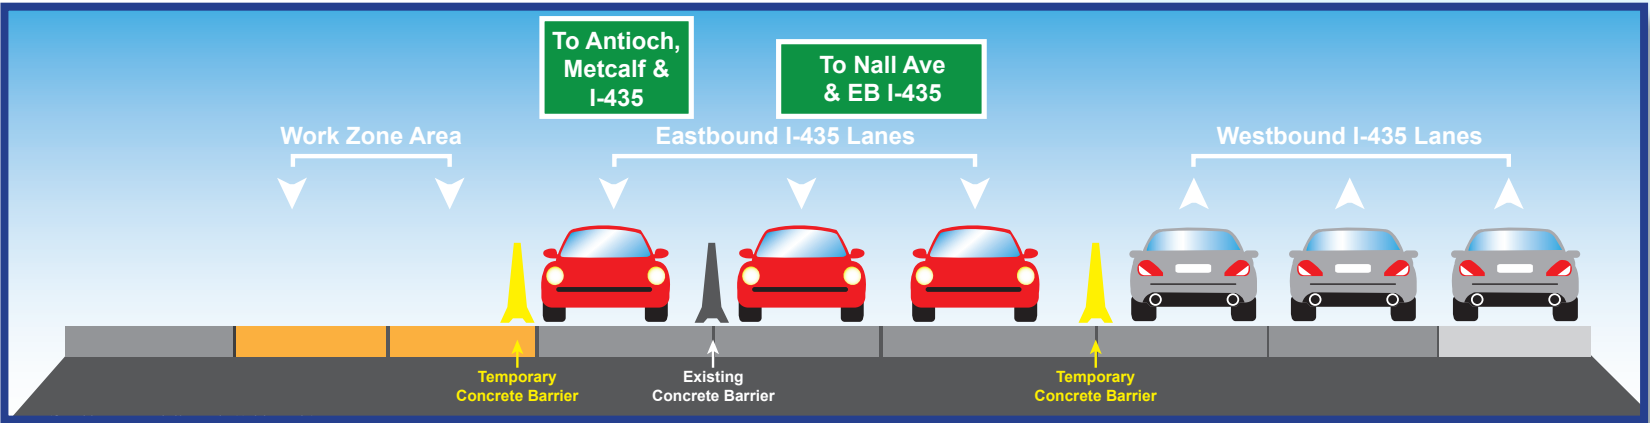 To Antioch,
Metcalf &
I-435
To Nall Ave
& EB I-435
Work Zone Area
Eastbound I-435 Lanes
Westbound I-435 Lanes
Temporary
Concrete Barrier
Existing
Concrete Barrier
Temporary
Concrete Barrier